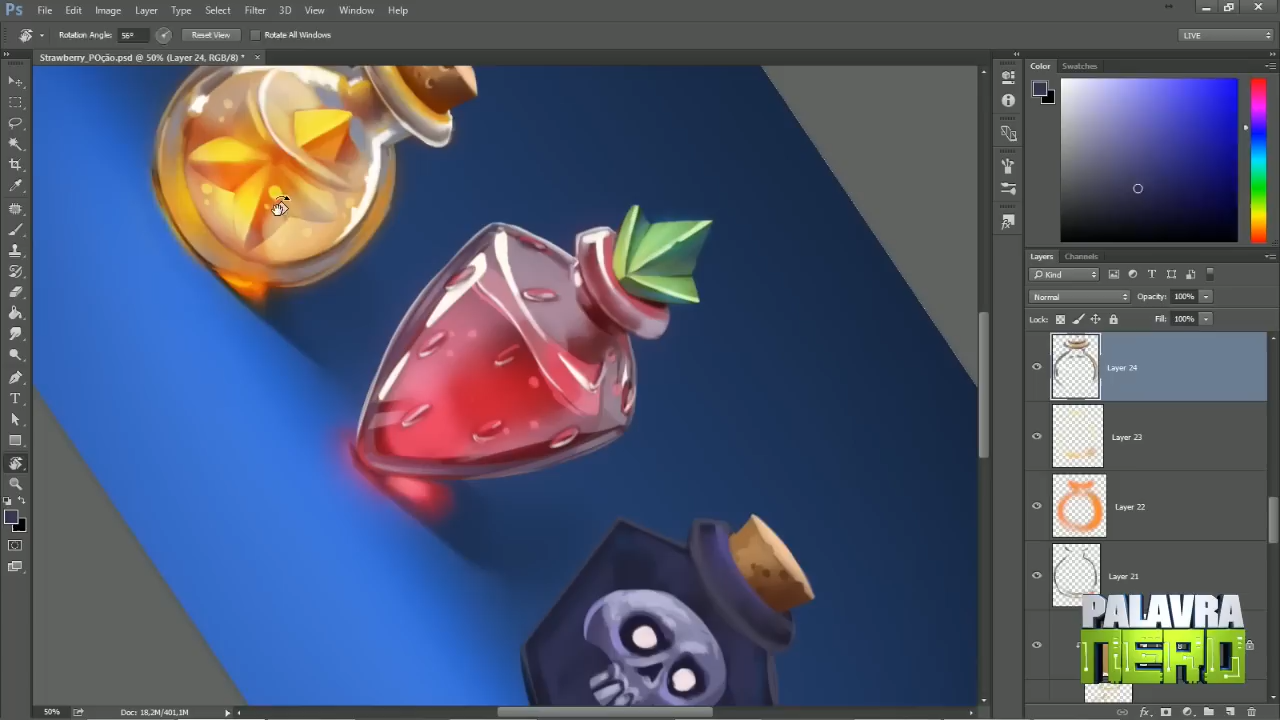 Ps File Edit Image Layer Type Select Filter 3D View Window Help
Rotation Angle: 56° Reset View Rotate All Windows LIVE
Strawberry_POção.psd @ 50% (Layer 24, RGB/8) *
Color Swatches
Layers Channels
Kind
Normal Opacity: 100%
Lock: Fill: 100%
Layer 24
Layer 23
Layer 22
Layer 21
PALAVRA
NERD
50% Doc: 18,2M/401,1M
fx